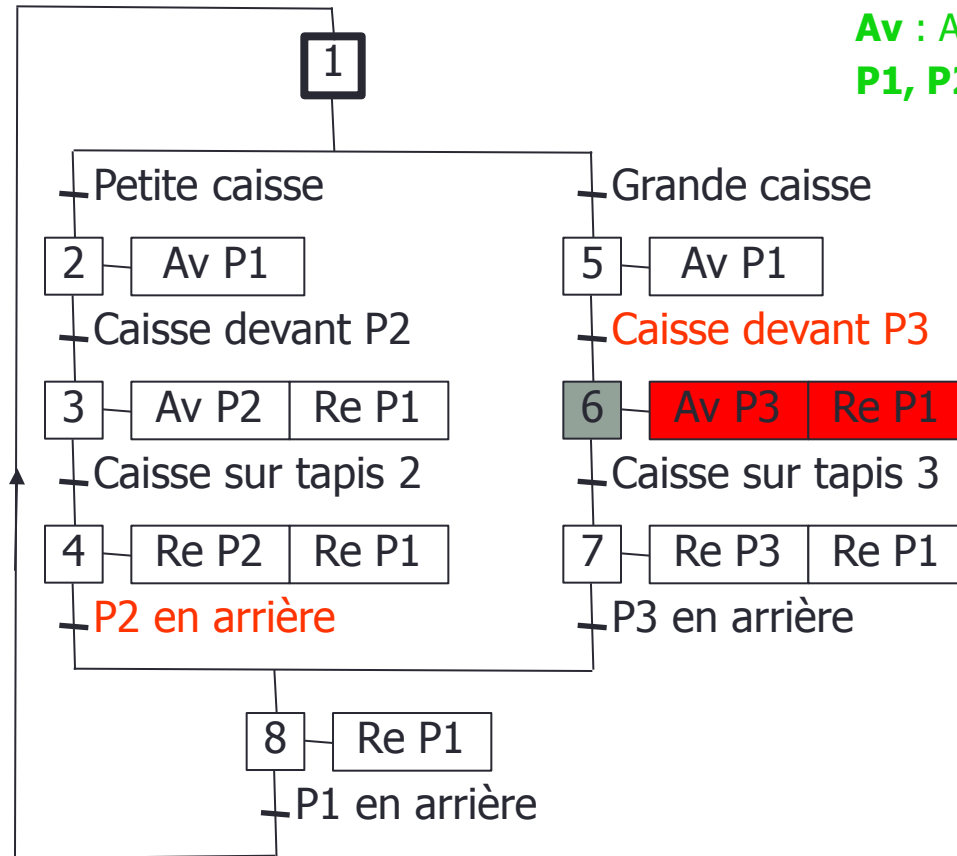 Av : A
P1, P2
1
Petite caisse Grande caisse
2 Av P1 5 Av P1
Caisse devant P2 Caisse devant P3
3 Av P2 Re P1 6 Av P3 Re P1
Caisse sur tapis 2 Caisse sur tapis 3
4 Re P2 Re P1 7 Re P3 Re P1
P2 en arrière P3 en arrière
8 Re P1
P1 en arrière